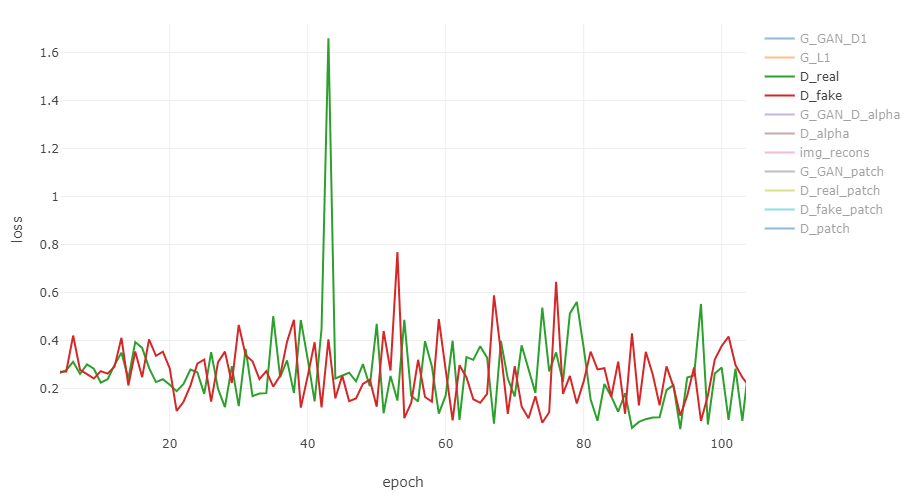 1.6
1.4
1.2
1
0.8
0.6
0.4
0.2
20
40
60
80
100
loss
epoch
G_GAN_D1
G_L1
D_real
D_fake
G_GAN_D_alpha
D_alpha
img_recons
G_GAN_patch
D_real_patch
D_fake_patch
D_patch